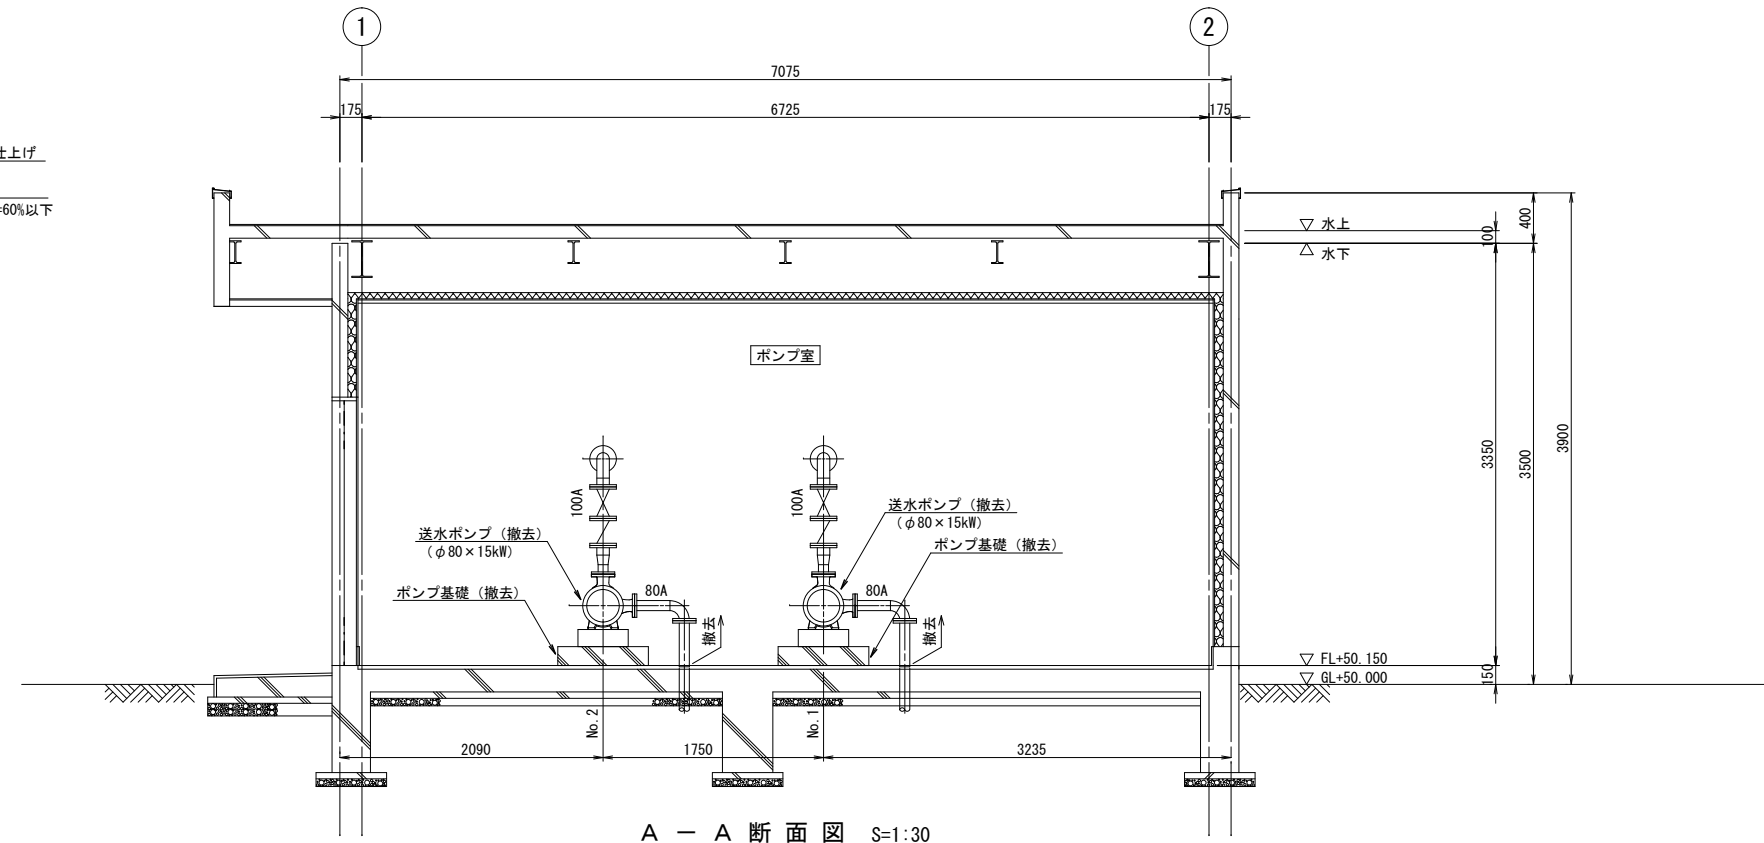 1
2
7075
175
6725
175
仕上げ
=60%以下
水上
水下
100
400
3350
3500
3900
ポンプ室
100A
100A
送水ポンプ（撤去）
（φ80×15kW）
送水ポンプ（撤去）
（φ80×15kW）
ポンプ基礎（撤去）
ポンプ基礎（撤去）
80A
80A
撤去
撤去
FL+50.150
GL+50.000
150
No.2
No.1
2090
1750
3235
A － A 断 面 図 S=1:30